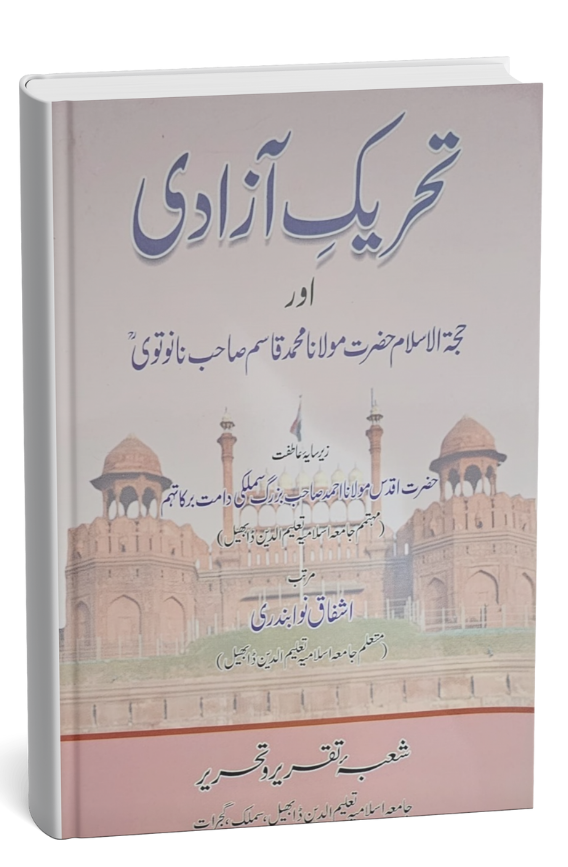 تحریکِ آزادی
اور
حجۃ الاسلام حضرت مولانا محمد قاسم صاحب نانوتویؒ
زیر سایۂ عاطفت
حضرت اقدس مولانا احمد صاحب بزرگ سملکی دامت برکاتہم
(مہتمم جامعہ اسلامیہ تعلیم الدین ڈابھیل)
مرتب
اشفاق نوابندری
(متعلم جامعہ اسلامیہ تعلیم الدین ڈابھیل)
شعبۂ تقریر و تحریر
جامعہ اسلامیہ تعلیم الدین ڈابھیل، سملک، گجرات